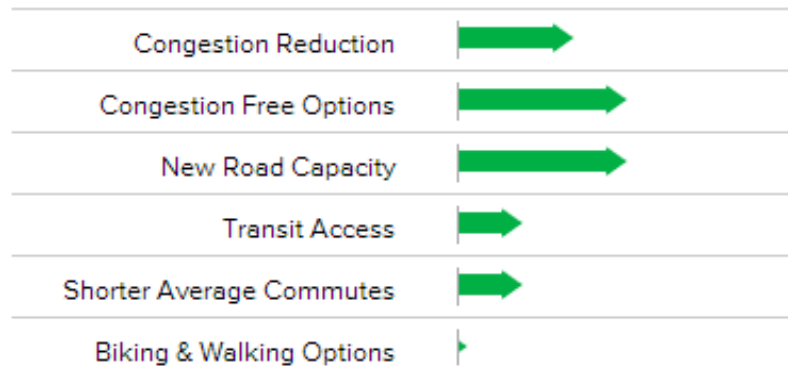 Congestion Reduction
Congestion Free Options
New Road Capacity
Transit Access
Shorter Average Commutes
Biking & Walking Options